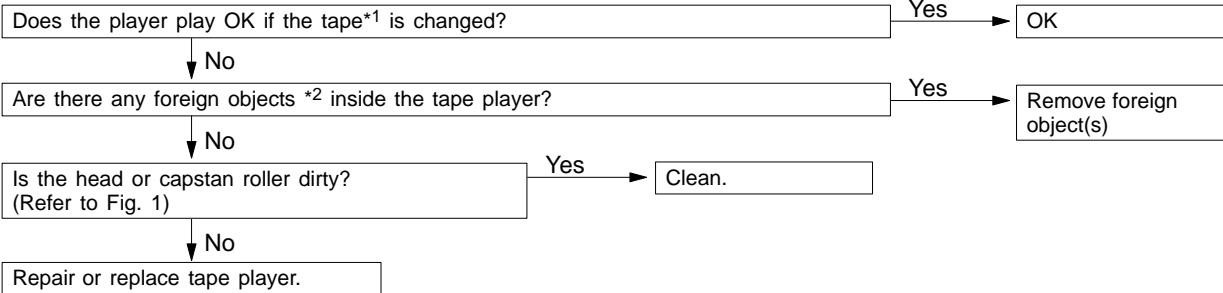 Does the player play OK if the tape*1 is changed?
Yes
OK
No
Are there any foreign objects *2 inside the tape player?
Yes
Remove foreign
object(s)
No
Is the head or capstan roller dirty?
(Refer to Fig. 1)
Yes
Clean.
No
Repair or replace tape player.